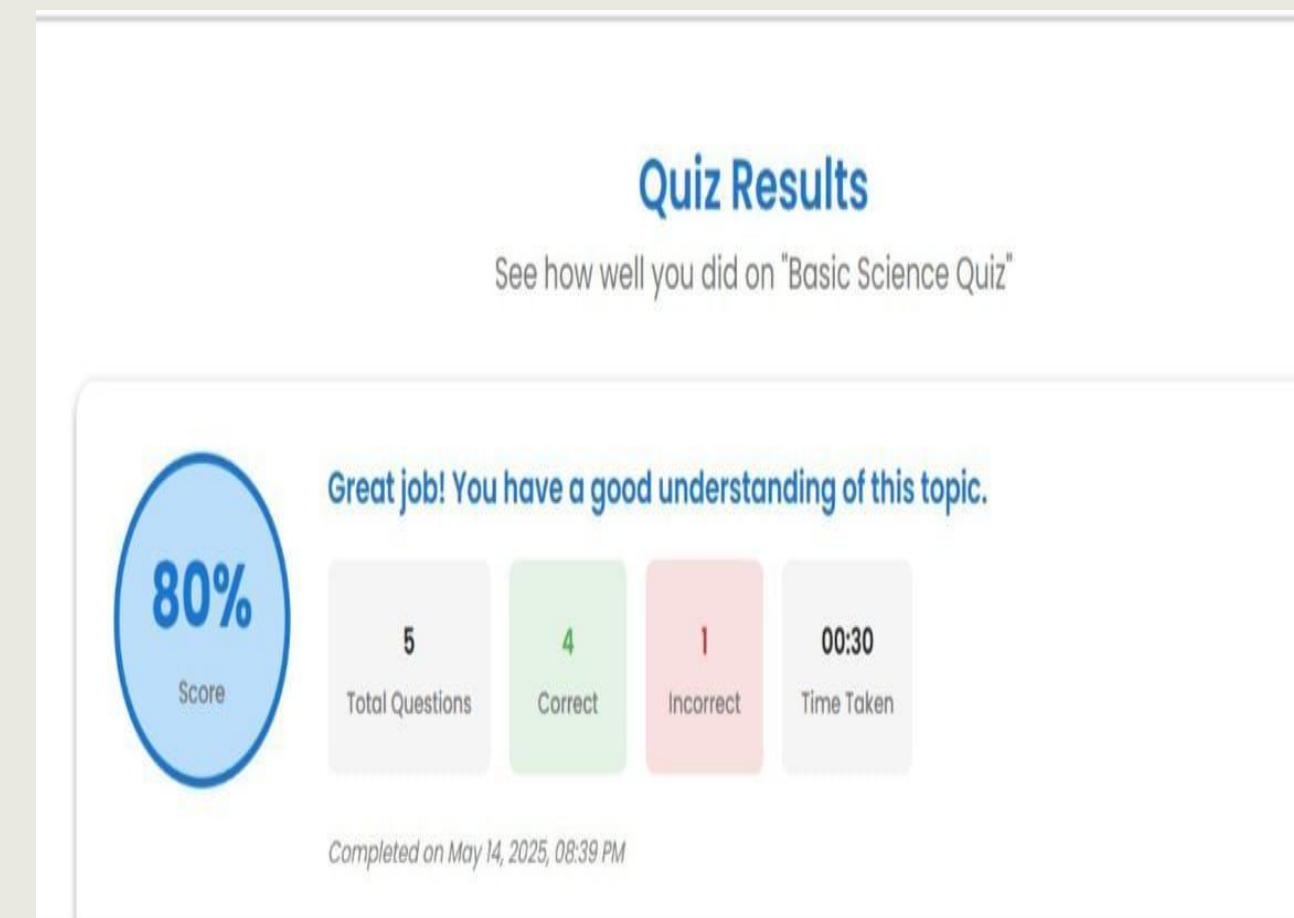 Quiz Results
See how well you did on "Basic Science Quiz"
Great job! You have a good understanding of this topic.
80%
Score
5
Total Questions
4
Correct
1
Incorrect
00:30
Time Taken
Completed on May 14, 2025, 08:39 PM